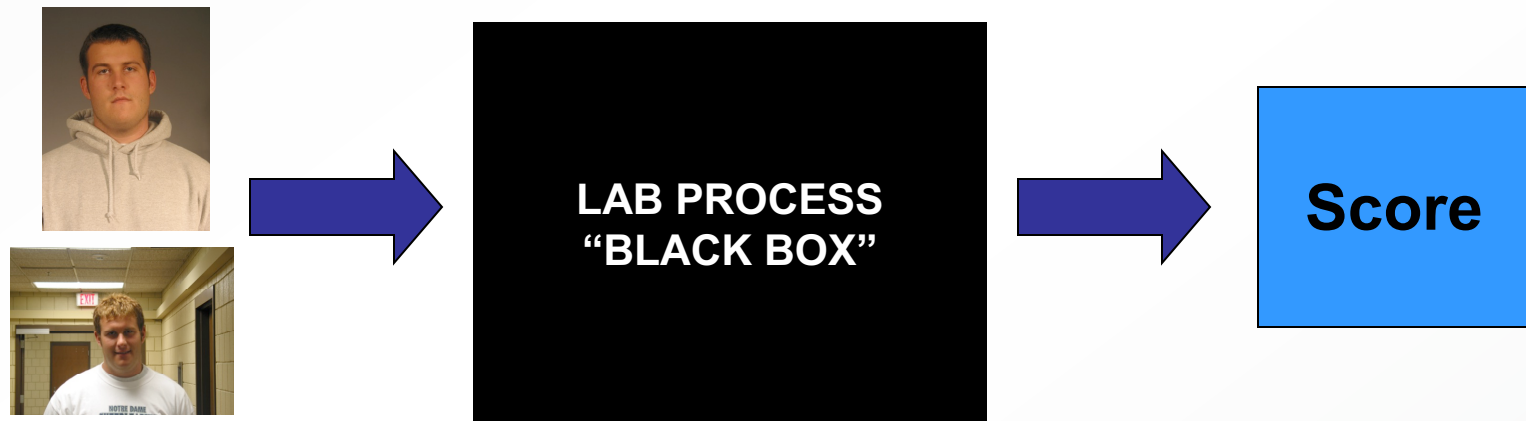 LAB PROCESS
“BLACK BOX”
Score
EXIT
NOTRE DAME